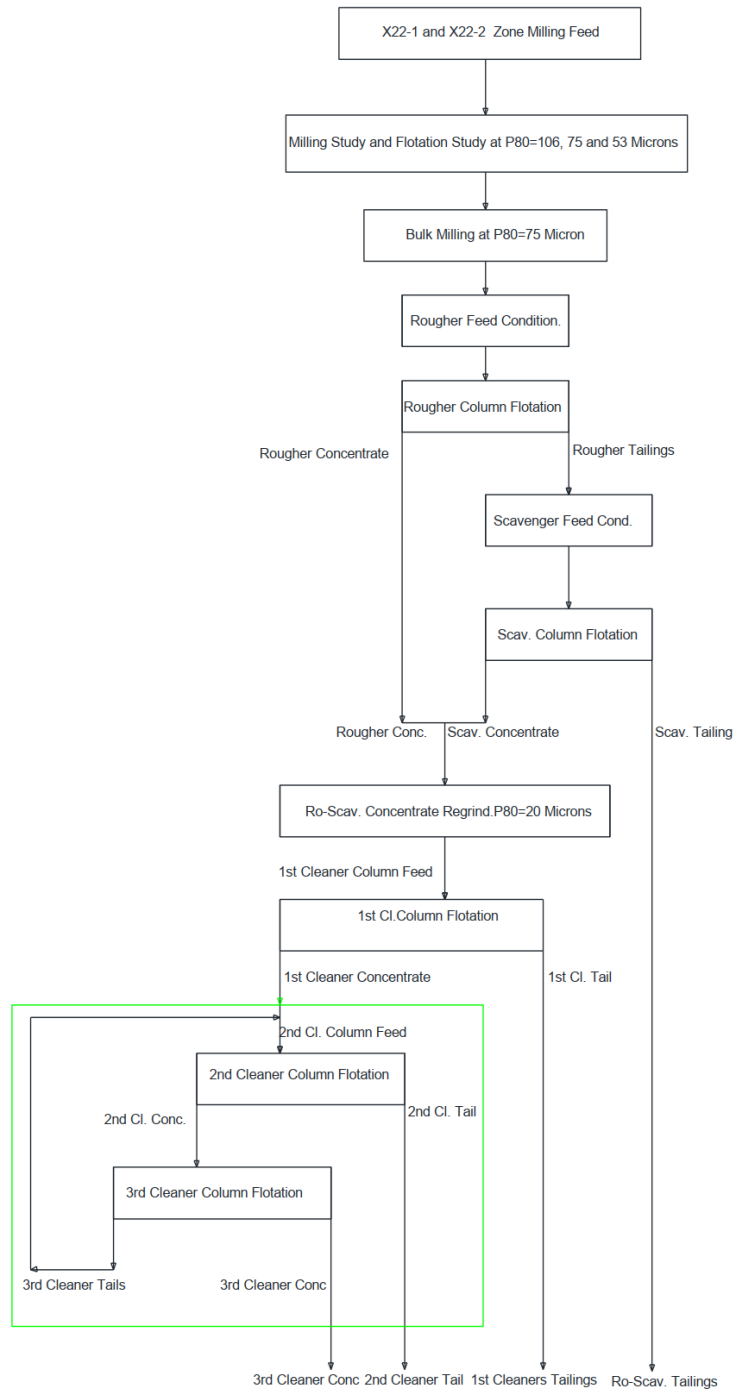 X22-1 and X22-2 Zone Milling Feed
Milling Study and Flotation Study at P80=106, 75 and 53 Microns
Bulk Milling at P80=75 Micron
Rougher Feed Condition.
Rougher Column Flotation
Rougher Concentrate
Rougher Tailings
Scavenger Feed Cond.
Scav. Column Flotation
Rougher Conc.
Scav. Concentrate
Scav. Tailing
Ro-Scav. Concentrate Regrind.P80=20 Microns
1st Cleaner Column Feed
1st Cl.Column Flotation
1st Cleaner Concentrate
1st Cl. Tail
2nd Cl. Column Feed
2nd Cleaner Column Flotation
2nd Cl. Conc.
2nd Cl. Tail
3rd Cleaner Column Flotation
3rd Cleaner Tails
3rd Cleaner Conc
3rd Cleaner Conc
2nd Cleaner Tail
1st Cleaners Tailings
Ro-Scav. Tailings